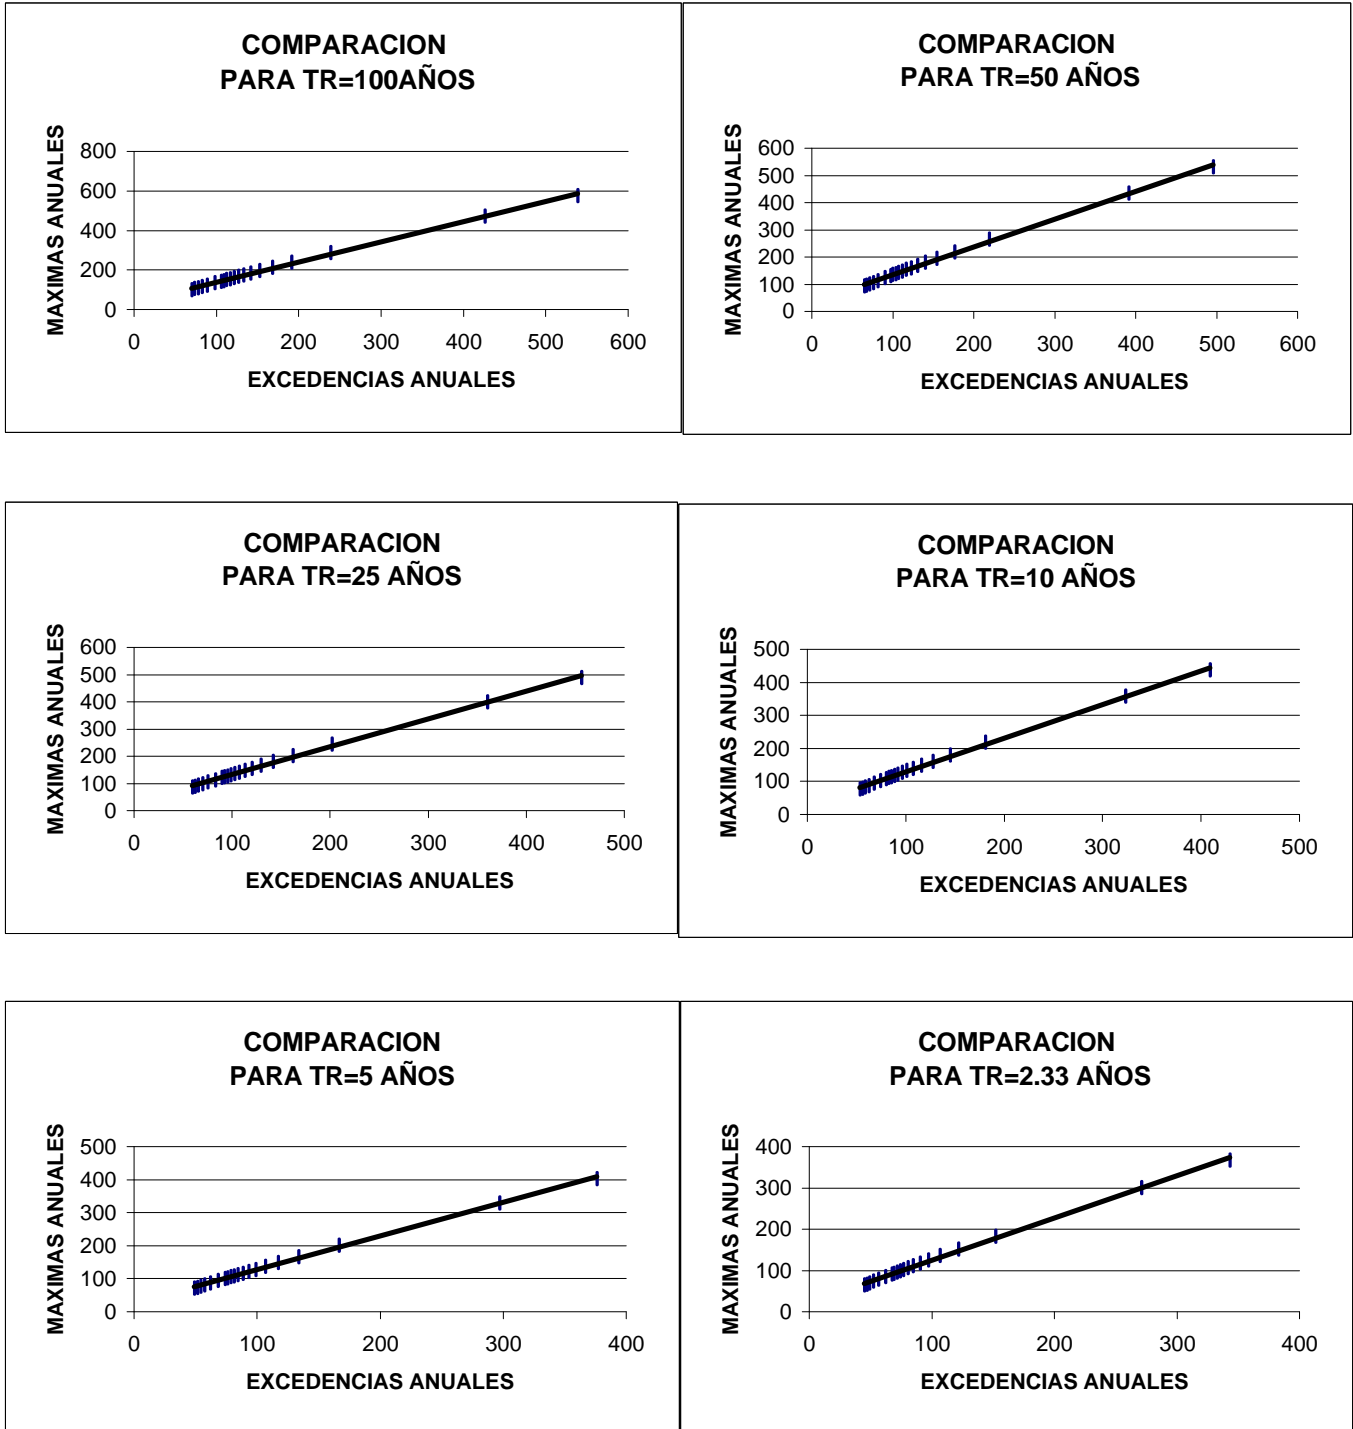 COMPARACION
PARA TR=100AÑOS
MAXIMAS ANUALES
800
600
400
200
0
0 100 200 300 400 500 600
EXCEDENCIAS ANUALES
COMPARACION
PARA TR=50 AÑOS
MAXIMAS ANUALES
600
500
400
300
200
100
0
0 100 200 300 400 500 600
EXCEDENCIAS ANUALES
COMPARACION
PARA TR=25 AÑOS
MAXIMAS ANUALES
600
500
400
300
200
100
0
0 100 200 300 400 500
EXCEDENCIAS ANUALES
COMPARACION
PARA TR=10 AÑOS
MAXIMAS ANUALES
500
400
300
200
100
0
0 100 200 300 400 500
EXCEDENCIAS ANUALES
COMPARACION
PARA TR=5 AÑOS
MAXIMAS ANUALES
500
400
300
200
100
0
0 100 200 300 400
EXCEDENCIAS ANUALES
COMPARACION
PARA TR=2.33 AÑOS
MAXIMAS ANUALES
400
300
200
100
0
0 100 200 300 400
EXCEDENCIAS ANUALES